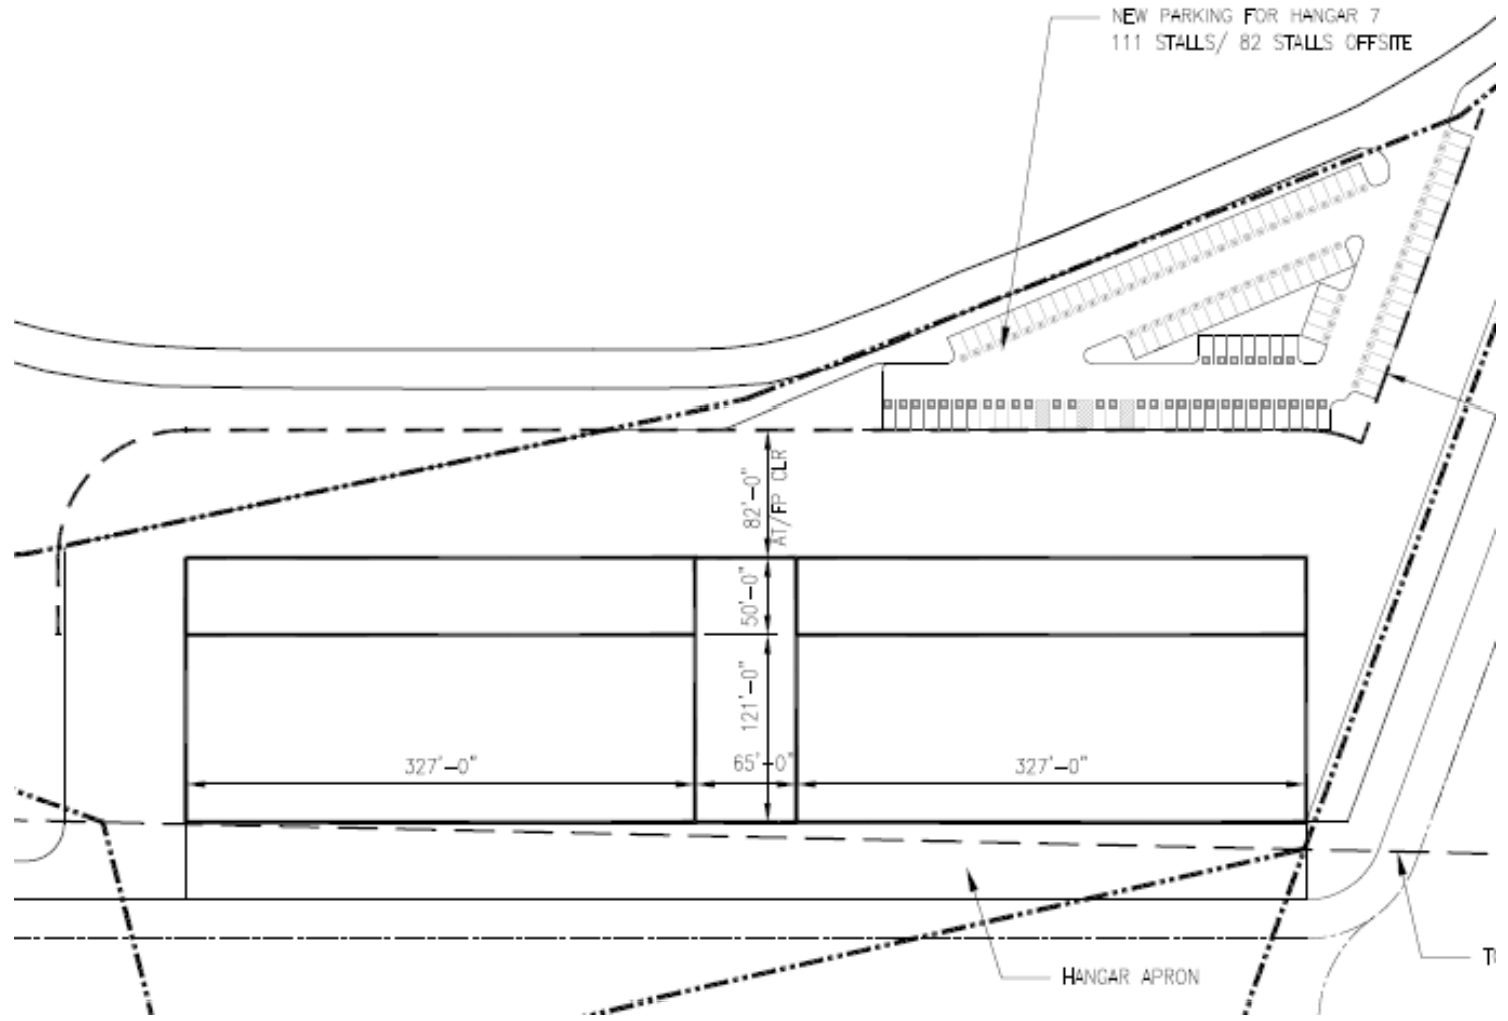 NEW PARKING FOR HANGAR 7
111 STALLS/ 82 STALLS OFFSITE
82'-0"
AT/FP CLR
50'-0"
121'-0"
327'-0"
65'-0"
327'-0"
HANGAR APRON